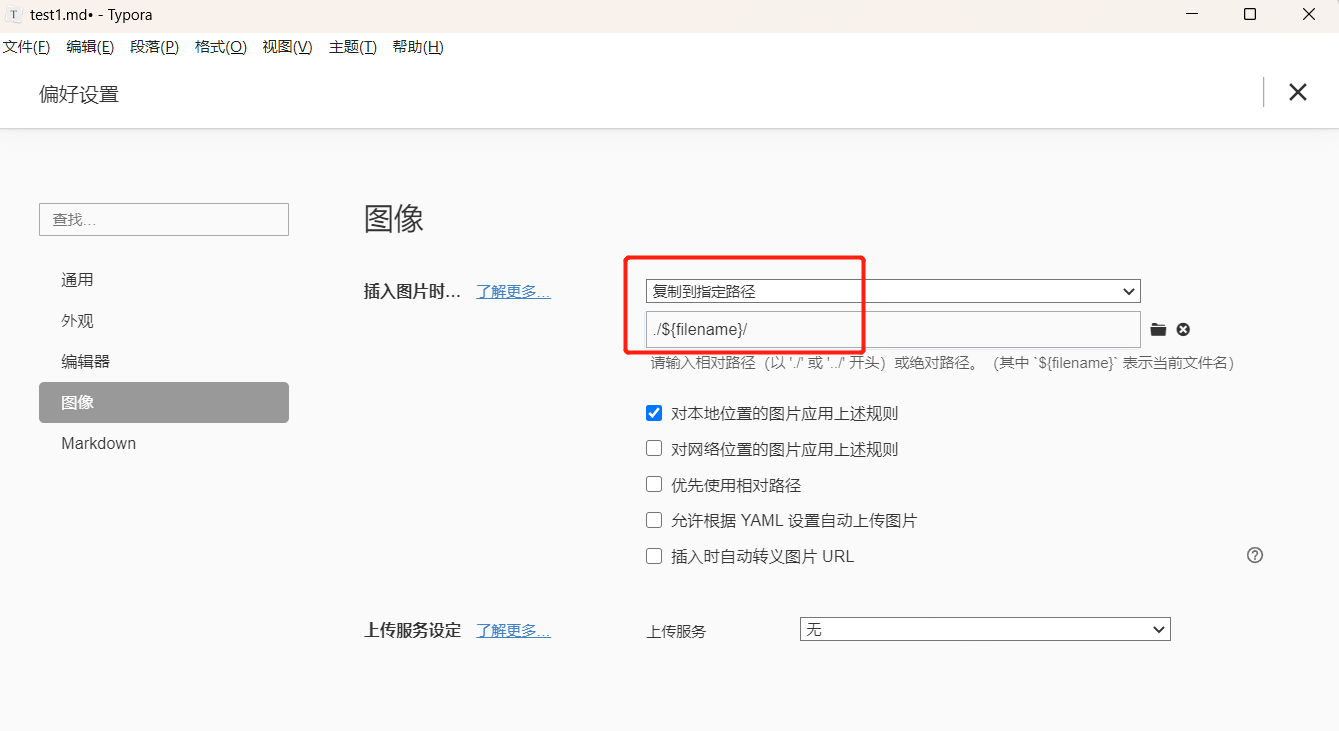 test1.md• - Typora
文件(F) 编辑(E) 段落(P) 格式(O) 视图(V) 主题(T) 帮助(H)
偏好设置
查找...
通用
外观
编辑器
图像
Markdown
图像
插入图片时... 了解更多...
复制到指定路径
./${filename}/
请输入相对路径（以 './' 或 '../' 开头）或绝对路径。（其中 `${filename}` 表示当前文件名）
对本地位置的图片应用上述规则
对网络位置的图片应用上述规则
优先使用相对路径
允许根据 YAML 设置自动上传图片
插入时自动转义图片 URL
上传服务设定 了解更多...
上传服务 无